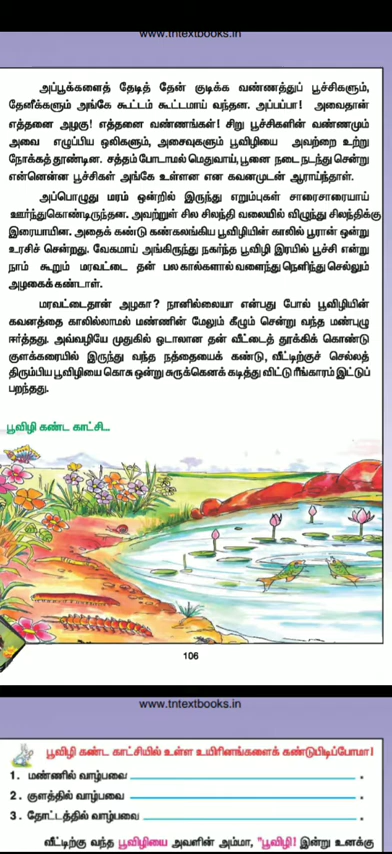 www.tntextbooks.in
அப்பூக்களைத் தேடித் தேன் குடிக்க வண்ணத்துப் பூச்சிகளும்,
தேனீக்களும் அங்கே கூட்டம் கூட்டமாய் வந்தன. அப்பப்பா! அவைதான்
எத்தனை அழகு! எத்தனை வண்ணங்கள்! சிறு பூச்சிகளின் வண்ணமும்
அவை எழுப்பிய ஒலிகளும், அசைவுகளும் பூவிழியை அவற்றை உற்று
நோக்கத் தூண்டின. சத்தம் போடாமல் மெதுவாய், பூனை நடை நடந்து சென்று
என்னென்ன பூச்சிகள் அங்கே உள்ளன என கவனமுடன் ஆராய்ந்தாள்.
அப்பொழுது மரம் ஒன்றில் இருந்து எறும்புகள் சாரைசாரையாய்
ஊர்ந்துகொண்டிருந்தன. அவற்றுள் சில சிலந்தி வலையில் விழுந்து சிலந்திக்கு
இரையாயின. அதைக் கண்டு கண்கலங்கிய பூவிழியின் காலில் பூரான் ஒன்று
உரசிச் சென்றது. வேகமாய் அங்கிருந்து நகர்ந்த பூவிழி இரயில் பூச்சி என்று
நாம் கூறும் மரவட்டை தன் பல கால்களால் வளைந்து நெளிந்து செல்லும்
அழகைக் கண்டாள்.
மரவட்டைதான் அழகா? நானில்லையா என்பது போல் பூவிழியின்
கவனத்தை காலில்லாமல் மண்ணின் மேலும் கீழும் சென்று வந்த மண்புழு
ஈர்த்தது. அவ்வழியே முதுகில் ஓடாலான தன் வீட்டைத் தூக்கிக் கொண்டு
குளக்கரையில் இருந்து வந்த நத்தையைக் கண்டு, வீட்டிற்குச் செல்லத்
திரும்பிய பூவிழியை கொசு ஒன்று சுருக்கெனக் கடித்து விட்டு ரீங்காரம் இட்டுப்
பறந்தது.
பூவிழி கண்ட காட்சி...
106
www.tntextbooks.in
பூவிழி கண்ட காட்சியில் உள்ள உயிரினங்களைக் கண்டுபிடிப்போமா!
1. மண்ணில் வாழ்பவை ____________________ .
2. குளத்தில் வாழ்பவை ____________________ .
3. தோட்டத்தில் வாழ்பவை ____________________ .
வீட்டிற்கு வந்த பூவிழியை அவளின் அம்மா, "பூவிழி! இன்று உனக்கு